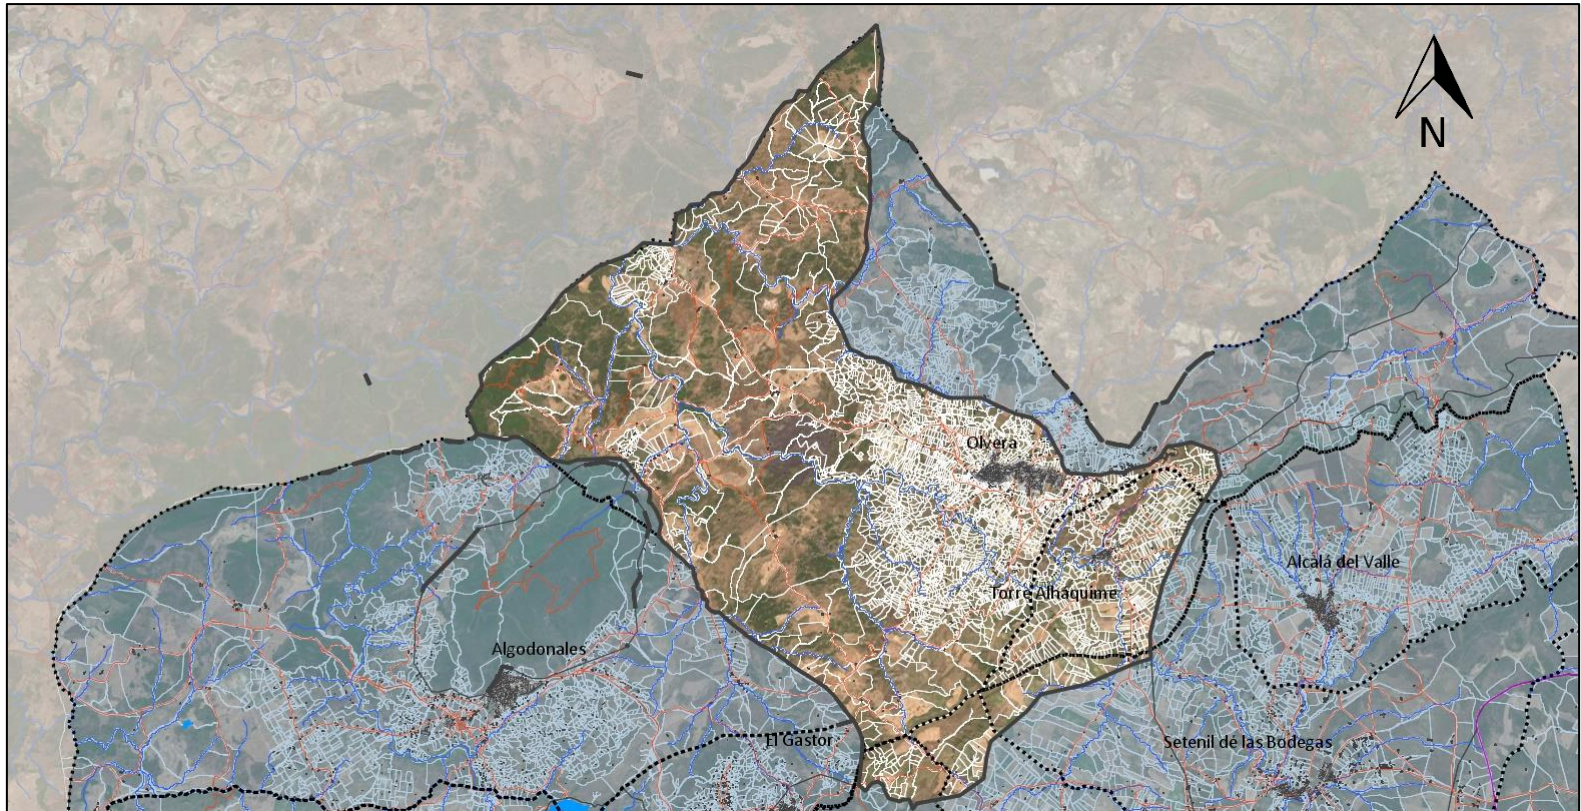 N
Olvera
Alcalá del Valle
Torre Alháquime
Algodonales
El Gastor
Setenil de las Bodegas